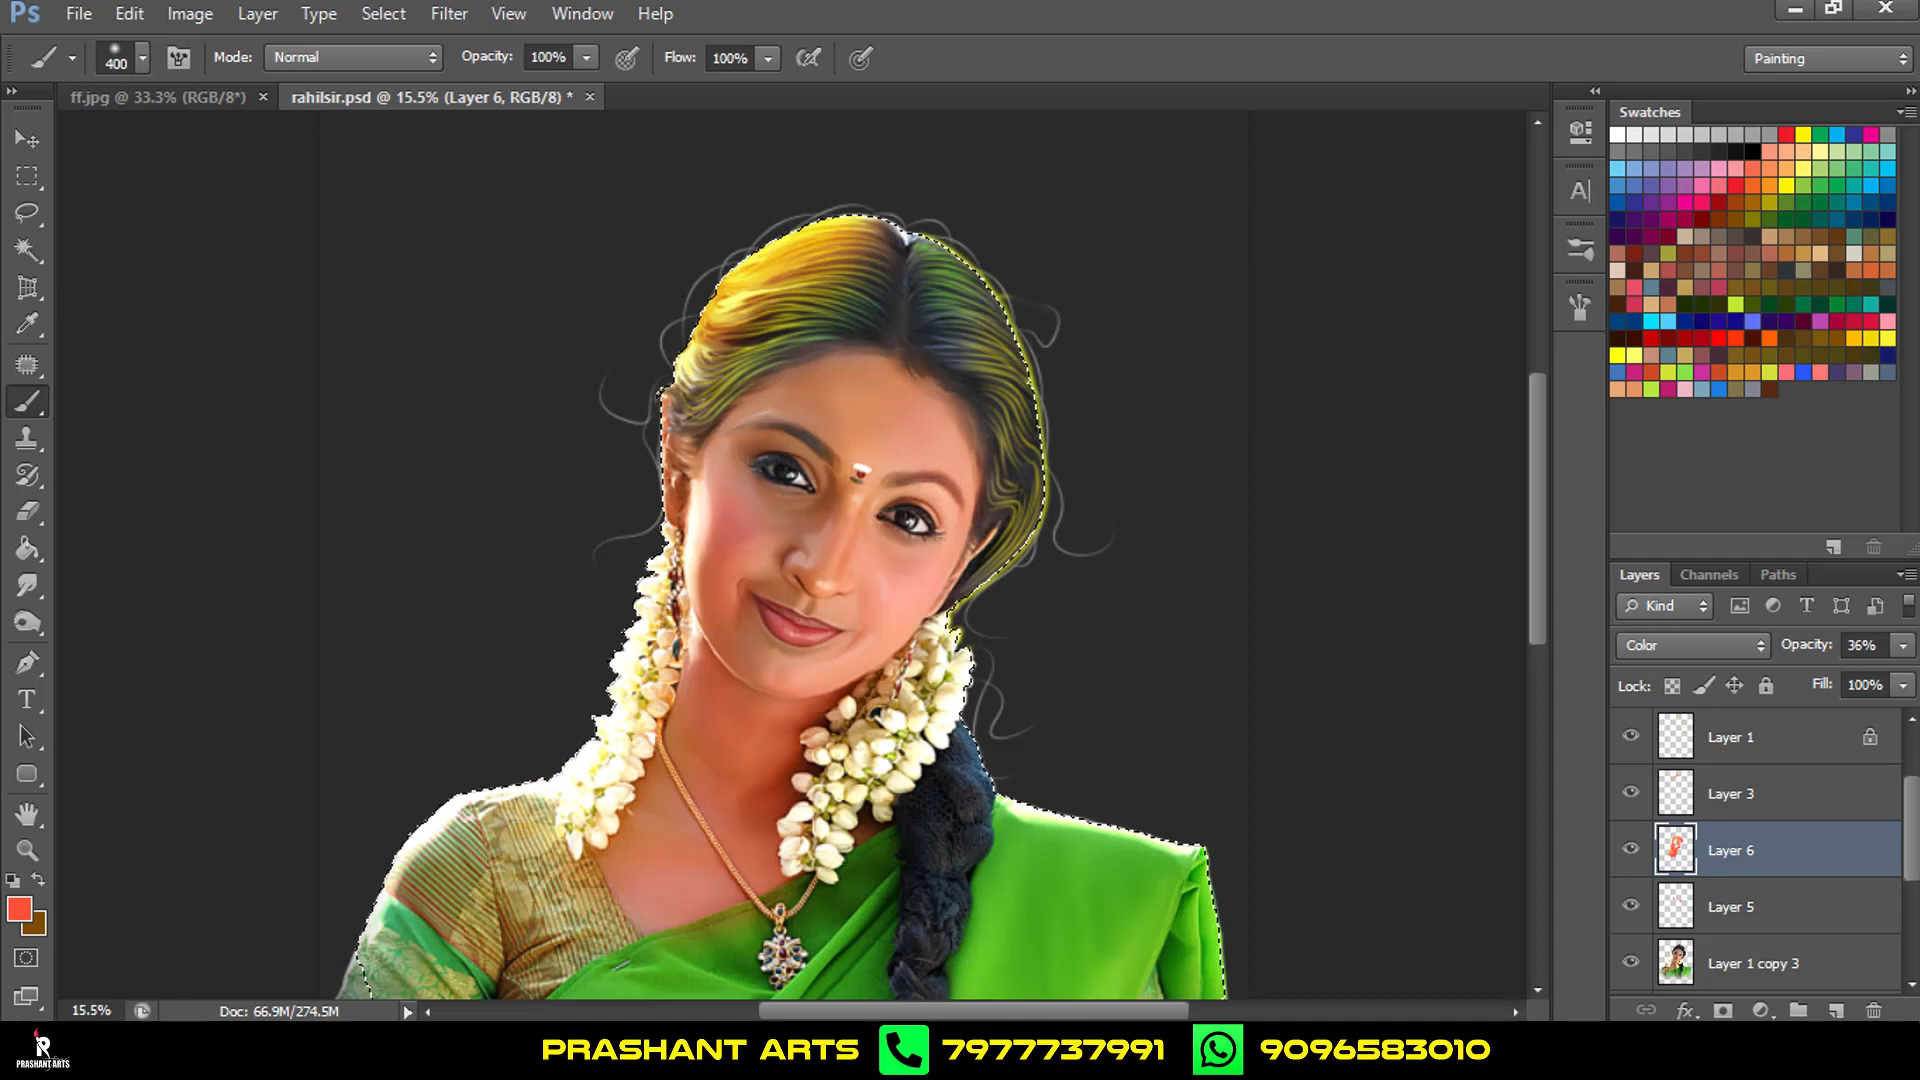 Ps File Edit Image Layer Type Select Filter View Window Help
400 Mode: Normal Opacity: 100% Flow: 100% Painting
ff.jpg @ 33.3% (RGB/8*) × rahilsir.psd @ 15.5% (Layer 6, RGB/8) * ×
Swatches
A|
T
Layers Channels Paths
Kind T
Color Opacity: 36%
Lock: Fill: 100%
Layer 1
Layer 3
Layer 6
Layer 5
Layer 1 copy 3
fx
15.5% Doc: 66.9M/274.5M
PRASHANT ARTS 7977737991 9096583010
R
PRASHANT ARTS